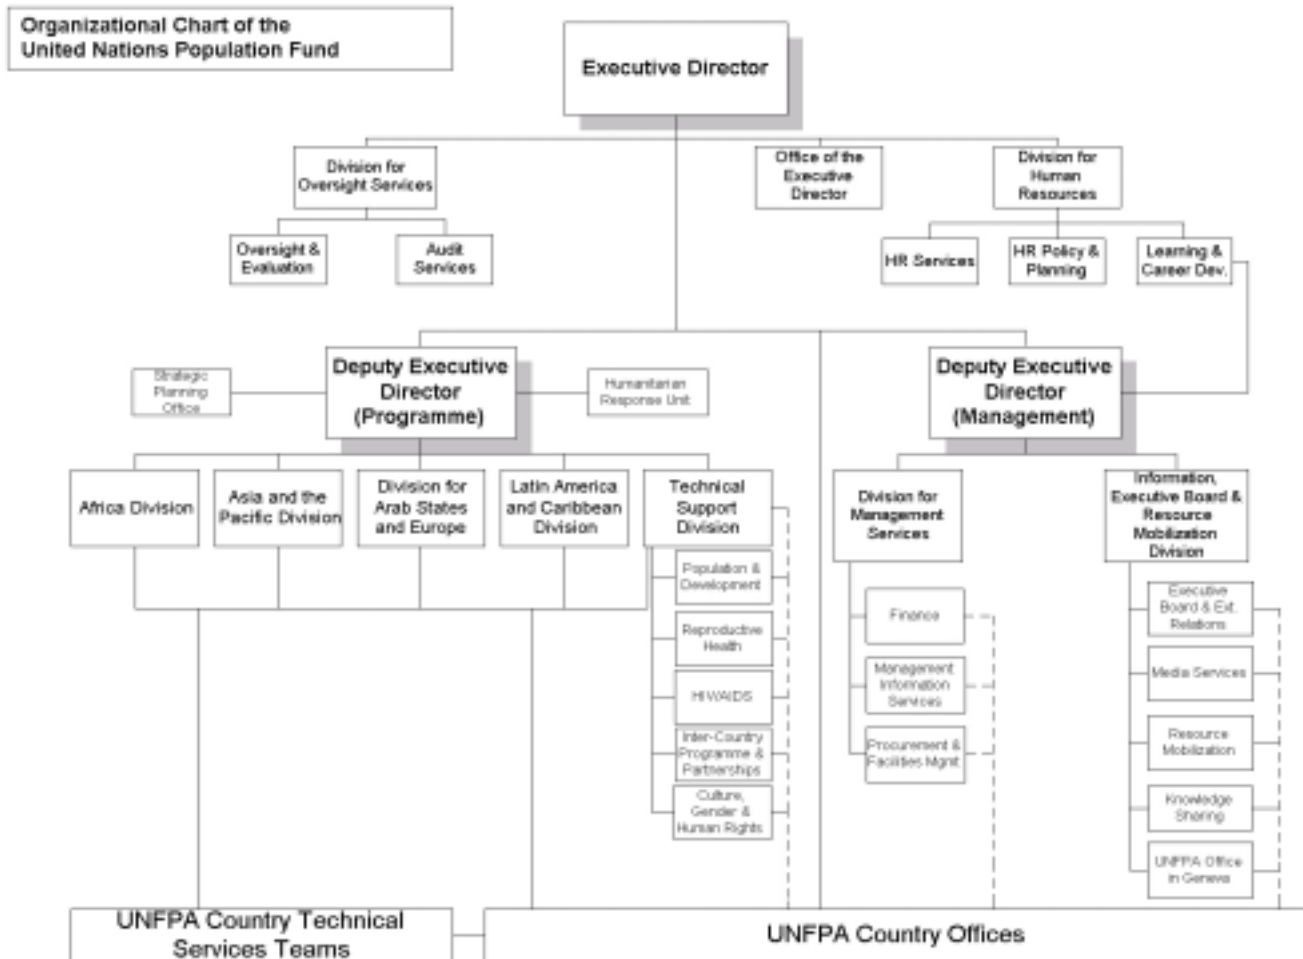 Organizational Chart of the
United Nations Population Fund
Executive Director
Division for
Oversight Services
Office of the
Executive
Director
Division for
Human
Resources
Oversight &
Evaluation
Audit
Services
HR Services
HR Policy &
Planning
Learning &
Career Dev.
Strategic
Planning
Office
Deputy Executive
Director
(Programme)
Humanitarian
Response Unit
Deputy Executive
Director
(Management)
Africa Division
Asia and the
Pacific Division
Division for
Arab States
and Europe
Latin America
and Caribbean
Division
Technical
Support
Division
Division for
Management
Services
Information,
Executive Board &
Resource
Mobilization
Division
Population &
Development
Reproductive
Health
HIV/AIDS
Inter-Country
Programme &
Partnerships
Culture,
Gender &
Human Rights
Finance
Management
Information
Services
Procurement &
Facilities Mgmt
Executive
Board & Ext.
Relations
Media Services
Resource
Mobilization
Knowledge
Sharing
UNFPA Office
in Geneva
UNFPA Country Technical
Services Teams
UNFPA Country Offices